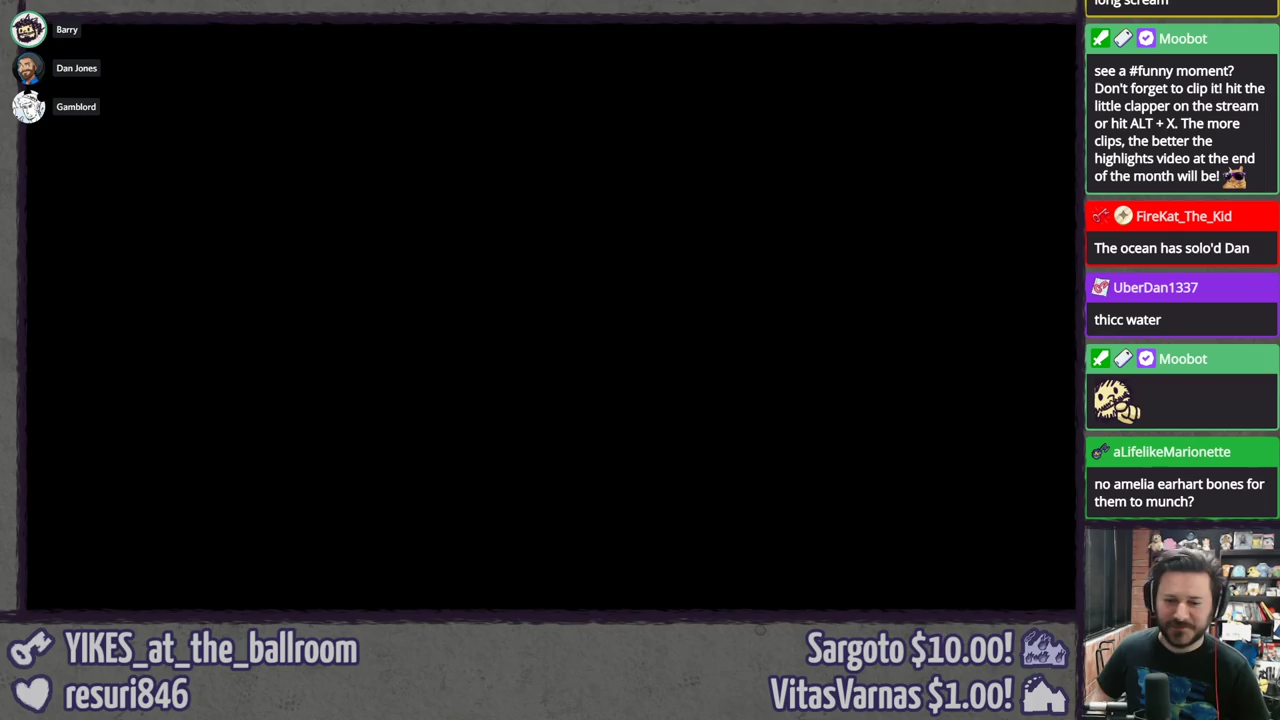 Barry
Dan Jones
Gamblord
long scream
Moobot
see a #funny moment?
Don't forget to clip it! hit the
little clapper on the stream
or hit ALT + X. The more
clips, the better the
highlights video at the end
of the month will be!
FireKat_The_Kid
The ocean has solo'd Dan
UberDan1337
thicc water
Moobot
aLifelikeMarionette
no amelia earhart bones for
them to munch?
YIKES_at_the_ballroom
resuri846
Sargoto $10.00!
VitasVarnas $1.00!